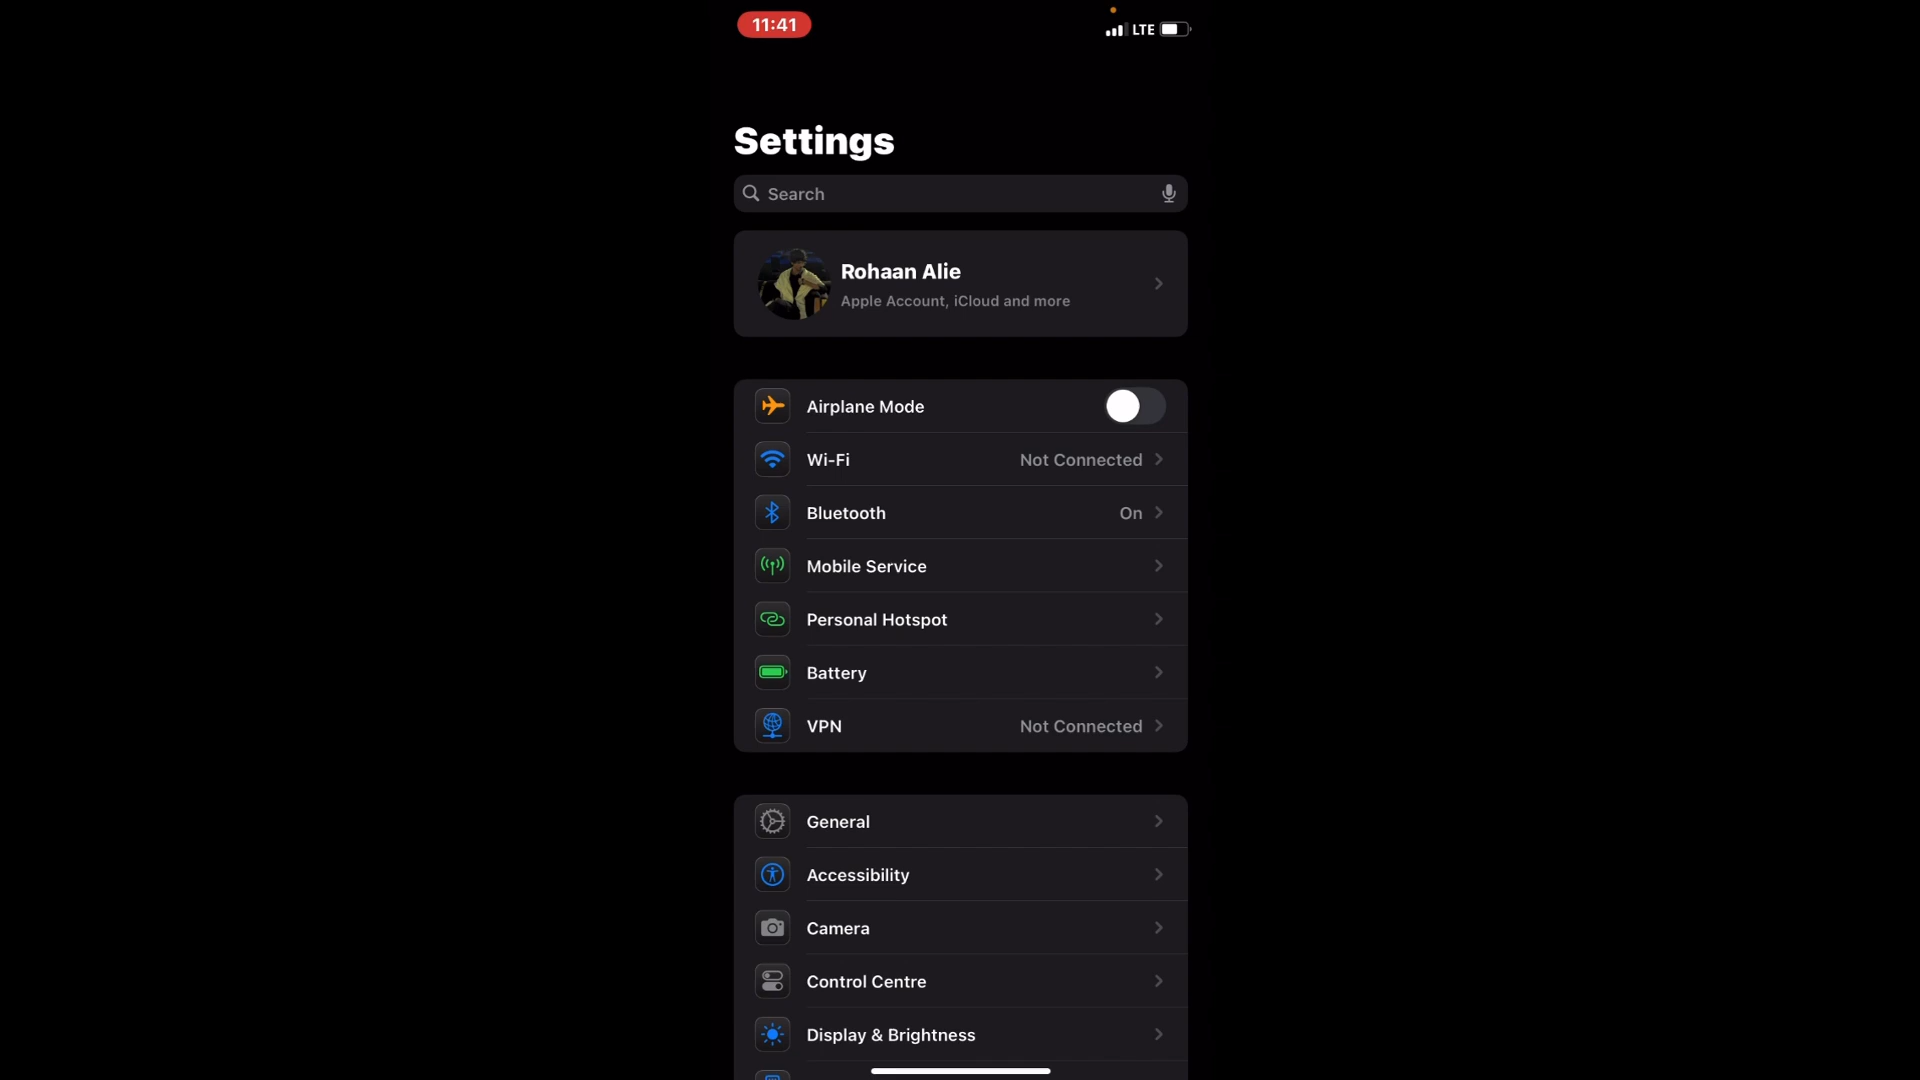 11:41
LTE
Settings
Search
Rohaan Alie
Apple Account, iCloud and more
Airplane Mode
Wi-Fi Not Connected
Bluetooth On
Mobile Service
Personal Hotspot
Battery
VPN Not Connected
General
Accessibility
Camera
Control Centre
Display & Brightness